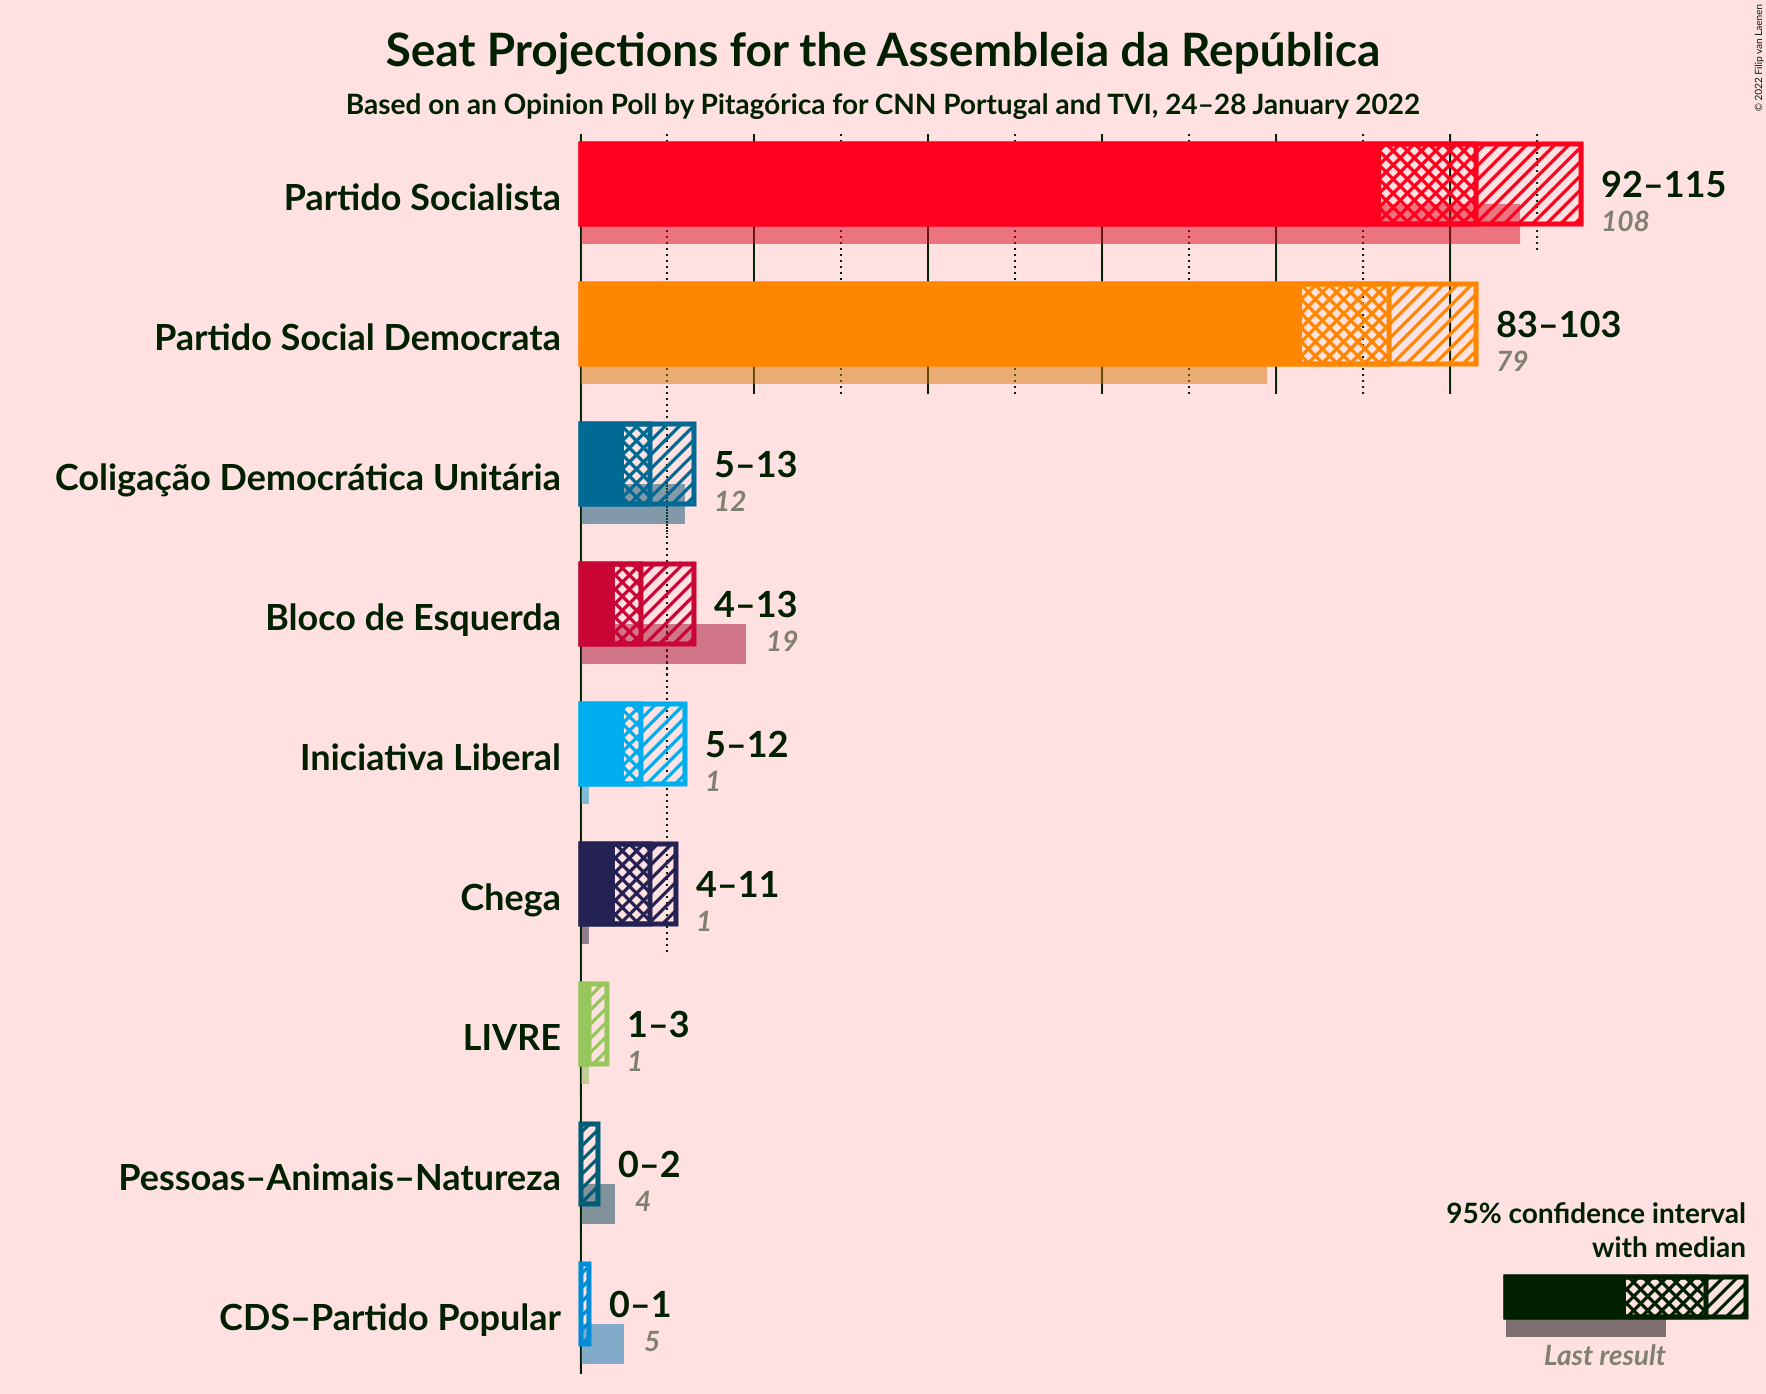 Seat Projections for the Assembleia da República
Based on an Opinion Poll by Pitagórica for CNN Portugal and TVI, 24–28 January 2022
© 2022 Filip van Laenen
Partido Socialista
92–115
108
Partido Social Democrata
83–103
79
Coligação Democrática Unitária
5–13
12
Bloco de Esquerda
4–13
19
Iniciativa Liberal
5–12
1
Chega
4–11
1
LIVRE
1–3
1
Pessoas–Animais–Natureza
0–2
4
CDS–Partido Popular
0–1
5
95% confidence interval
with median
Last result